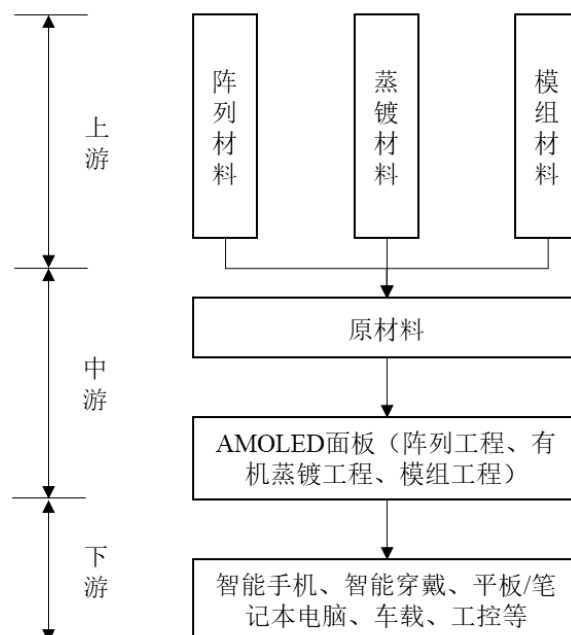 上游
阵列材料
蒸镀材料
模组材料
中游
原材料
AMOLED面板（阵列工程、有
机蒸镀工程、模组工程）
下游
智能手机、智能穿戴、平板/笔
记本电脑、车载、工控等